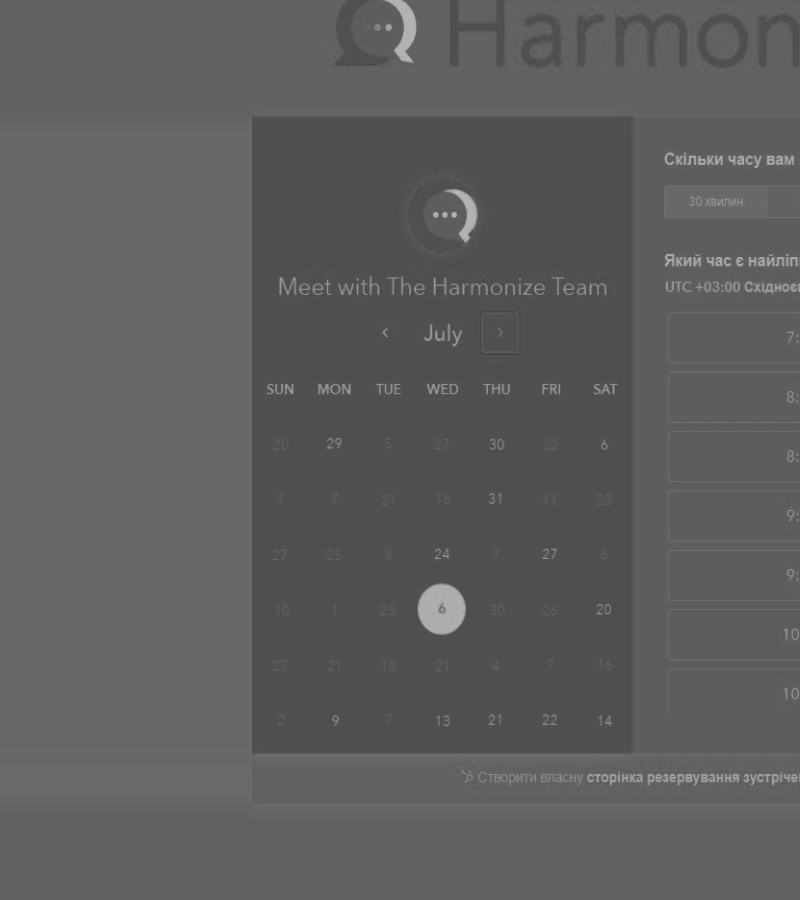 Harmon
Meet with The Harmonize Team
July
SUN MON TUE WED THU FRI SAT
20 29 5 27 30 22 6
7 7 21 16 31 11 28
27 25 8 24 7 27 6
10 1 25 6 30 26 20
27 21 18 21 4 7 16
2 9 7 13 21 22 14
Скільки часу вам
30 хвилин
Який час є найліп
UTC +03:00 Східноє
7:
8:
8:
9:
9:
10
10
Створити власну сторінка резервування зустріче